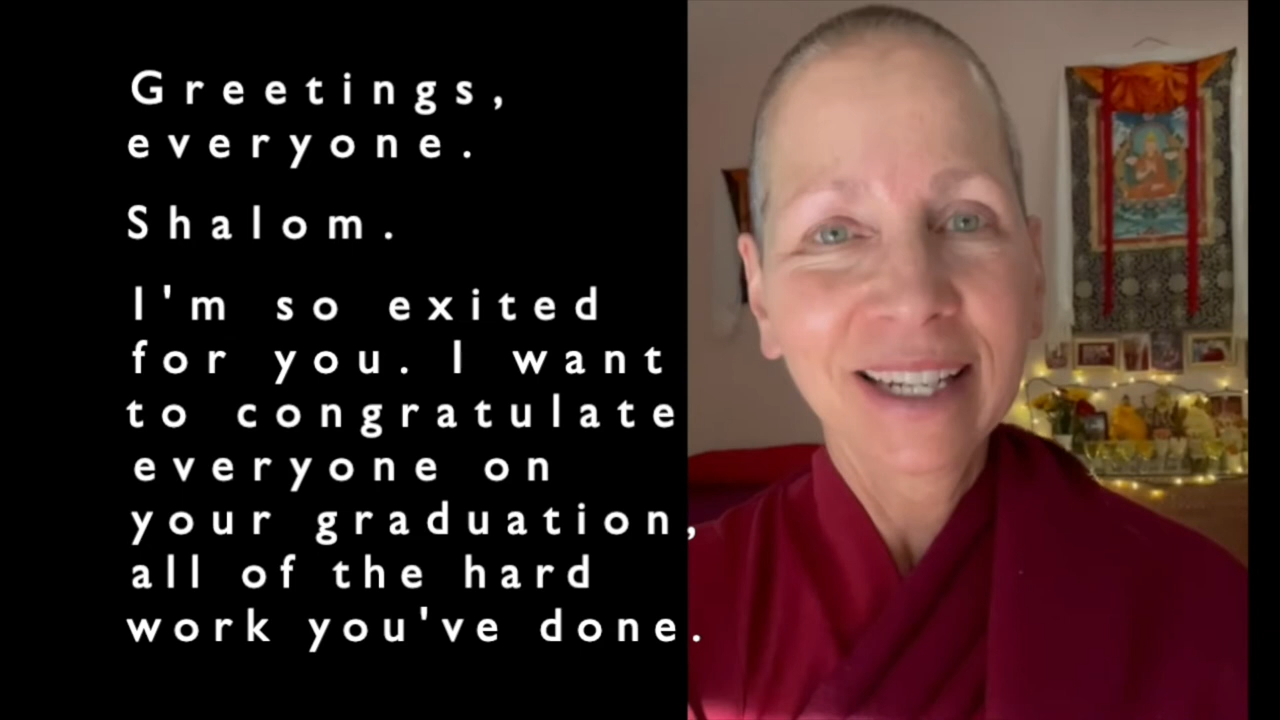 Greetings,
everyone.
Shalom.
I'm so exited
for you. I want
to congratulate
everyone on
your graduation,
all of the hard
work you've done.